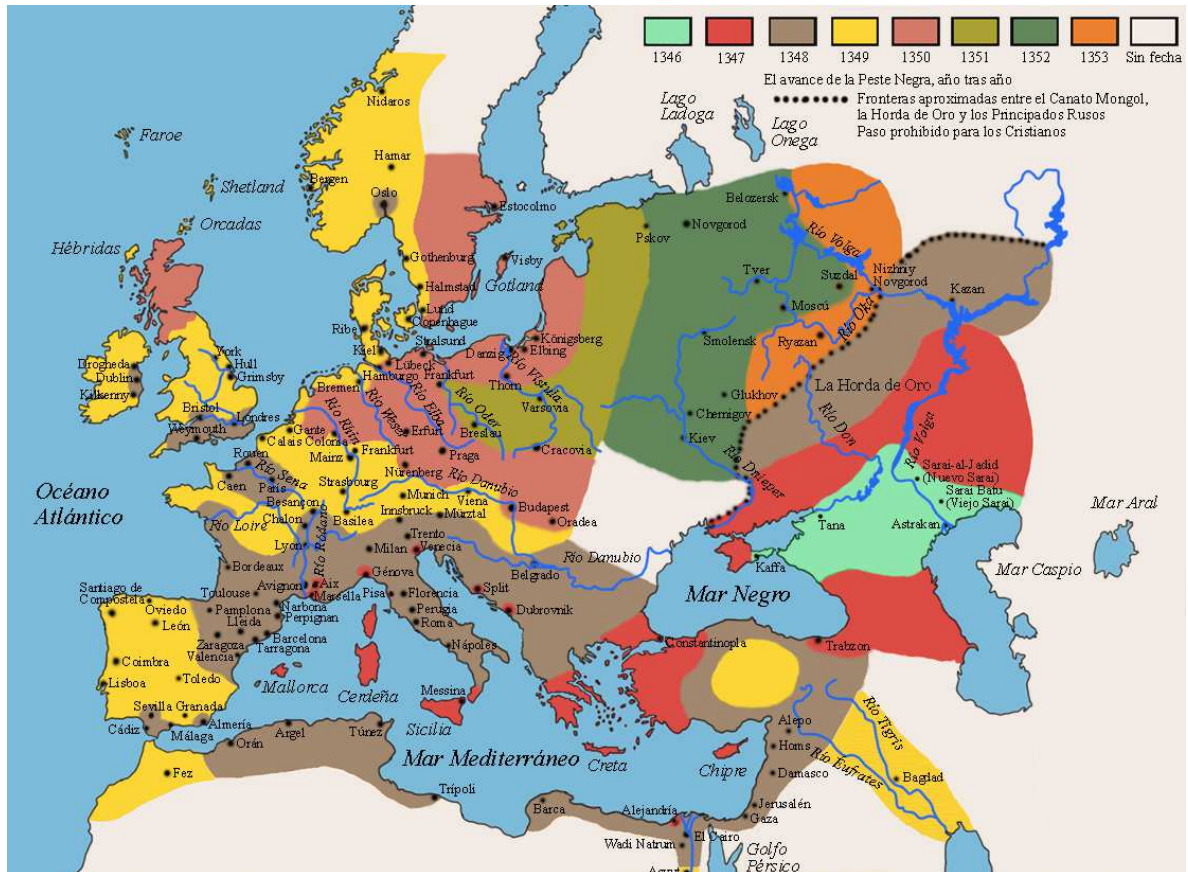 1346
1347
1348
1349
1350
1351
1352
1353
Sin fecha
El avance de la Peste Negra, año tras año
Fronteras aproximadas entre el Canato Mongol,
la Horda de Oro y los Principados Rusos
Paso prohibido para los Cristianos
Lago
Ladoga
Lago
Onega
Nidaros
Faroe
Hamar
Bergen
Oslo
Shetland
Orcadas
Hébridas
Estocolmo
Belozersk
Novgorod
Pskov
Río Volga
Gothenburg
Visby
Gotland
Halmstad
Tver
Suzdal
Nizhniy
Novgorod
Kazan
Moscú
Río Oka
Ryazan
Lund
Copenhague
Ribe
Kiel
Stralsund
Königsberg
Danzig
Elbing
Smolensk
York
Hull
Grimsby
Drogheda
Dublin
Kilkenny
Lübeck
Hamburgo
Frankfurt
Thorn
Río Vistula
Bremen
Varsovia
La Horda de Oro
Glukhov
Río Don
Río Volga
Bristol
Londres
Weymouth
Gante
Calais
Colonia
Río Rhin
Río Weser
Río Elba
Río Oder
Erfurt
Breslau
Chernigov
Kiev
Cracovia
Rouen
Río Sena
Mainz
Frankfurt
Praga
Nürenberg
Río Danubio
Río Dnieper
Sarai-al-Jadid
(Nuevo Sarai)
Sarai Batu
(Viejo Sarai)
Caen
París
Strasbourg
Munich
Viena
Budapest
Océano
Atlántico
Besançon
Río Loire
Chalon
Basilea
Innsbruck
Mürztal
Oradea
Tana
Astrakan
Mar Aral
Lyon
Río Ródano
Trento
Milan
Venecia
Río Danubio
Kaffa
Mar Caspio
Bordeaux
Belgrado
Santiago de
Compostela
Oviedo
Toulouse
Avignon
Aix
Marsella
Génova
Pisa
Florencia
Split
Mar Negro
León
Pamplona
Narbona
Perpignan
Perugia
Roma
Dubrovnik
Lleida
Zaragoza
Barcelona
Tarragona
Valencia
Constantinopla
Trabzon
Nápoles
Coimbra
Toledo
Lisboa
Mallorca
Cerdeña
Messina
Sicilia
Sevilla
Granada
Cádiz
Málaga
Almería
Orán
Argel
Túnez
Mar Mediterráneo
Creta
Chipre
Alepo
Homs
Río Tigris
Río Éufrates
Fez
Trípoli
Damasco
Bagdad
Barca
Alejandría
Jerusalén
Gaza
El Cairo
Wadi Natrum
Golfo
Pérsico